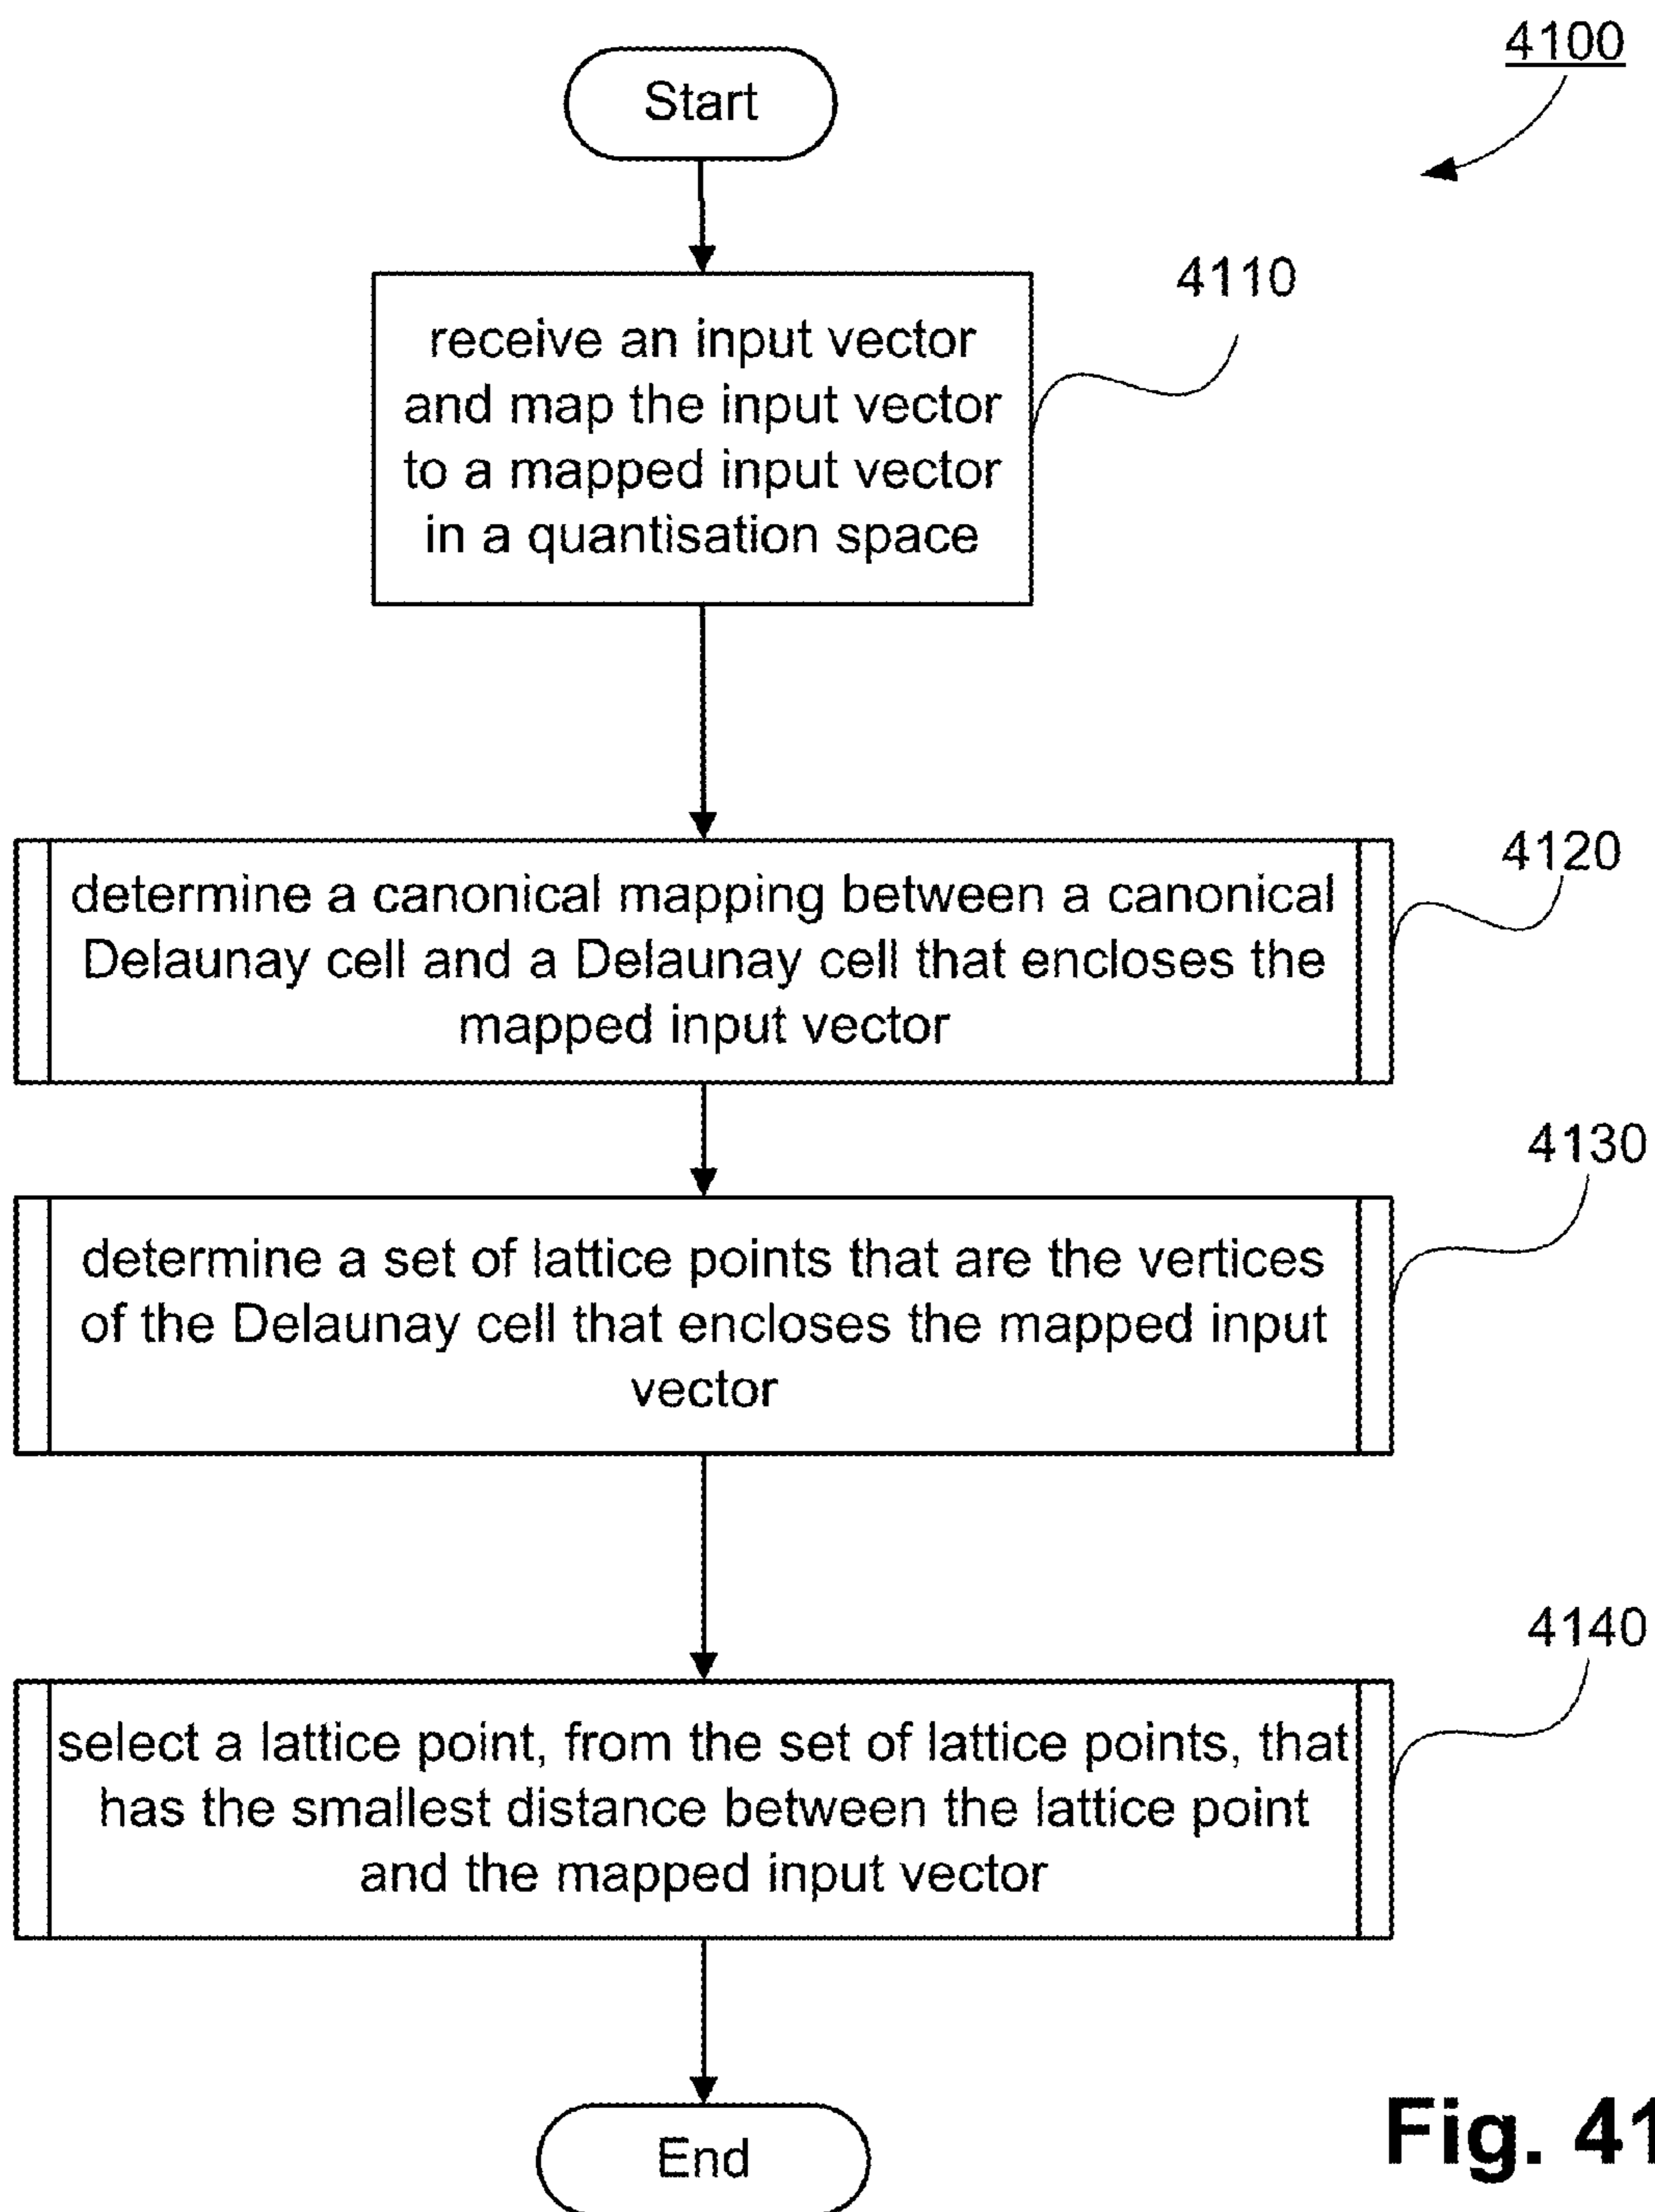 4100
Start
4110
receive an input vector
and map the input vector
to a mapped input vector
in a quantisation space
4120
determine a canonical mapping between a canonical
Delaunay cell and a Delaunay cell that encloses the
mapped input vector
4130
determine a set of lattice points that are the vertices
of the Delaunay cell that encloses the mapped input
vector
4140
select a lattice point, from the set of lattice points, that
has the smallest distance between the lattice point
and the mapped input vector
End
Fig. 41